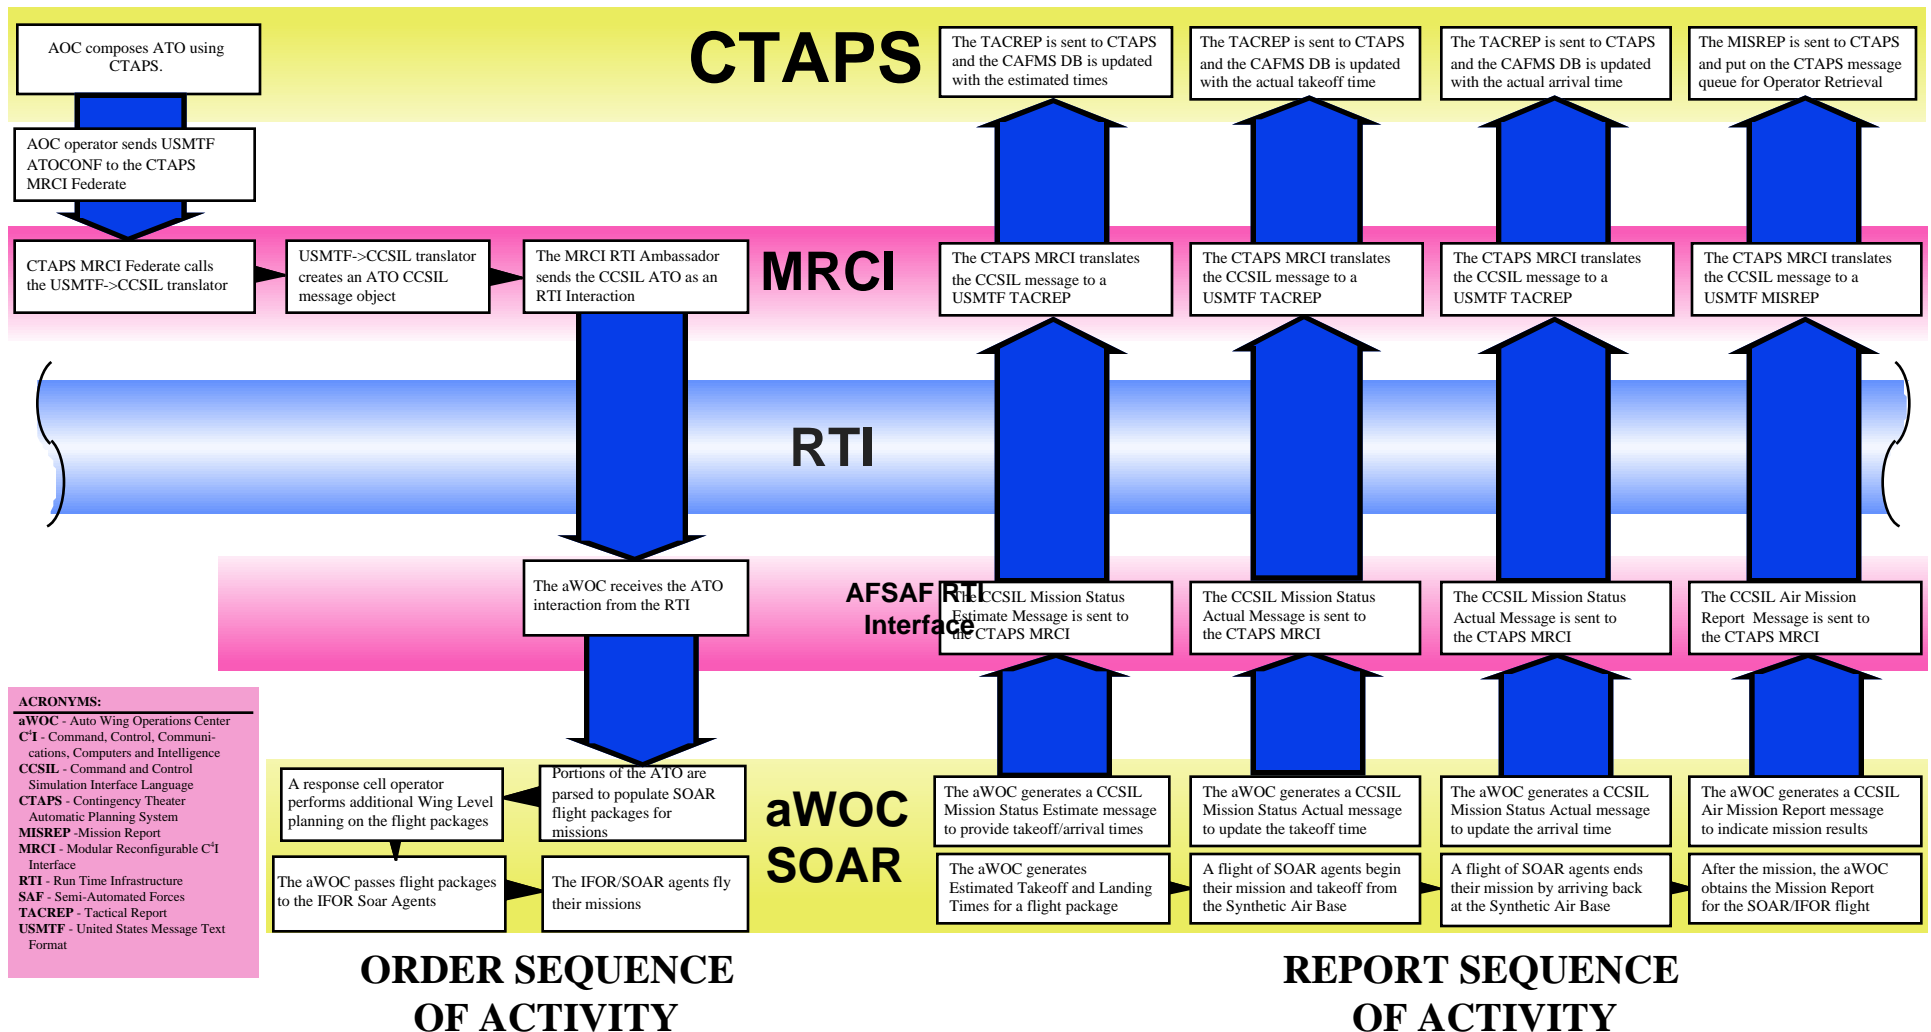 AOC composes ATO using
CTAPS.
AOC operator sends USMTF
ATOCONF to the CTAPS
MRCI Federate
CTAPS MRCI Federate calls
the USMTF->CCSIL translator
USMTF->CCSIL translator
creates an ATO CCSIL
message object
The MRCI RTI Ambassador
sends the CCSIL ATO as an
RTI Interaction
The aWOC receives the ATO
interaction from the RTI
Portions of the ATO are
parsed to populate SOAR
flight packages for
missions
A response cell operator
performs additional Wing Level
planning on the flight packages
The aWOC passes flight packages
to the IFOR Soar Agents
The IFOR/SOAR agents fly
their missions
CTAPS
MRCI
RTI
AFSAF RTI
Interface
aWOC
SOAR
The TACREP is sent to CTAPS
and the CAFMS DB is updated
with the estimated times
The TACREP is sent to CTAPS
and the CAFMS DB is updated
with the actual takeoff time
The TACREP is sent to CTAPS
and the CAFMS DB is updated
with the actual arrival time
The MISREP is sent to CTAPS
and put on the CTAPS message
queue for Operator Retrieval
The CTAPS MRCI translates
the CCSIL message to a
USMTF TACREP
The CTAPS MRCI translates
the CCSIL message to a
USMTF TACREP
The CTAPS MRCI translates
the CCSIL message to a
USMTF TACREP
The CTAPS MRCI translates
the CCSIL message to a
USMTF MISREP
The CCSIL Mission Status
Estimate Message is sent to
the CTAPS MRCI
The CCSIL Mission Status
Actual Message is sent to
the CTAPS MRCI
The CCSIL Mission Status
Actual Message is sent to
the CTAPS MRCI
The CCSIL Air Mission
Report  Message is sent to
the CTAPS MRCI
The aWOC generates a CCSIL
Mission Status Estimate message
to provide takeoff/arrival times
The aWOC generates a CCSIL
Mission Status Actual message
to update the takeoff time
The aWOC generates a CCSIL
Mission Status Actual message
to update the arrival time
The aWOC generates a CCSIL
Air Mission Report message
to indicate mission results
The aWOC generates
Estimated Takeoff and Landing
Times for a flight package
A flight of SOAR agents begin
their mission and takeoff from
the Synthetic Air Base
A flight of SOAR agents ends
their mission by arriving back
at the Synthetic Air Base
After the mission, the aWOC
obtains the Mission Report
for the SOAR/IFOR flight
ACRONYMS:
aWOC - Auto Wing Operations Center
C⁴I - Command, Control, Communi-
cations, Computers and Intelligence
CCSIL - Command and Control
Simulation Interface Language
CTAPS - Contingency Theater
Automatic Planning System
MISREP -Mission Report
MRCI - Modular Reconfigurable C⁴I
Interface
RTI - Run Time Infrastructure
SAF - Semi-Automated Forces
TACREP - Tactical Report
USMTF - United States Message Text
Format
ORDER SEQUENCE
OF ACTIVITY
REPORT SEQUENCE
OF ACTIVITY